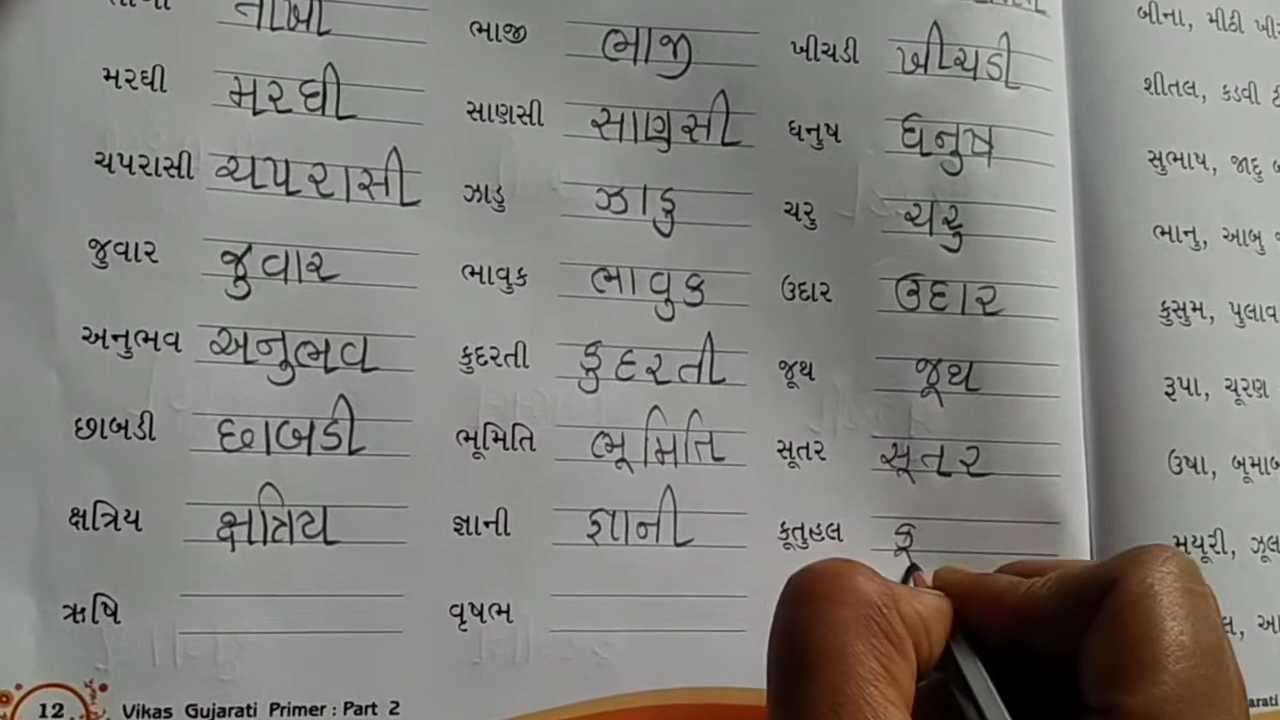 તાખા ભાજી ભાજી ખીચડી ખીચડી
મરઘી મરઘી સાણસી સાણસી ધનુષ ધનુષ
ચપરાસી ચપરાસી ઝાડુ ઝાડુ ચરુ ચરુ
જુવાર જુવાર ભાવુક ભાવુક ઉદાર ઉદાર
અનુભવ અનુભવ કુદરતી કુદરતી જૂથ જૂથ
છાબડી છાબડી ભૂમિતિ ભૂમિતિ સૂતર સૂતર
ક્ષત્રિય ક્ષત્રિય જ્ઞાની જ્ઞાની કૂતુહલ કૂ
ઋષિ વૃષભ
12 Vikas Gujarati Primer : Part 2
બીના, મીઠી
શીતલ, કડવી
સુભાષ, જાદુ
ભાનુ, આબુ
કુસુમ, પુલાવ
રૂપા, ચૂરણ
ઉષા,
મયૂરી,